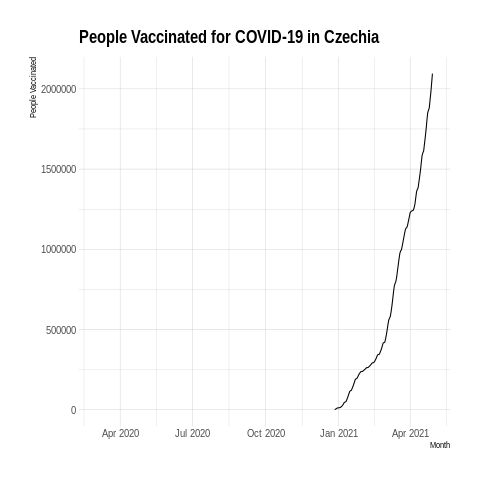 People Vaccinated for COVID-19 in Czechia
People Vaccinated
2000000
1500000
1000000
500000
0
Apr 2020 Jul 2020 Oct 2020 Jan 2021 Apr 2021
Month